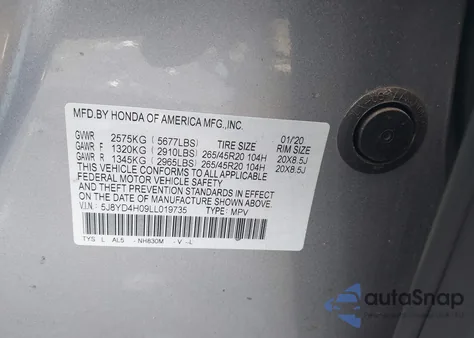 MFD.BY HONDA OF AMERICA MFG.,INC.
GVWR 2575KG (5677LBS) TIRE SIZE 01/20 RIM SIZE
GAWR F 1320KG (2910LBS) 265/45R20 104H 20X8.5J
GAWR R 1345KG (2965LBS) 265/45R20 104H 20X8.5J
THIS VEHICLE CONFORMS TO ALL APPLICABLE
FEDERAL MOTOR VEHICLE SAFETY
AND THEFT PREVENTION STANDARDS IN EFFECT
ON THE DATE OF MANUFACTURE SHOWN ABOVE.
V.I.N: 5J8YD4H09LL019735 TYPE: MPV
TYS L AL5 - NH830M - V -L
autoSnap